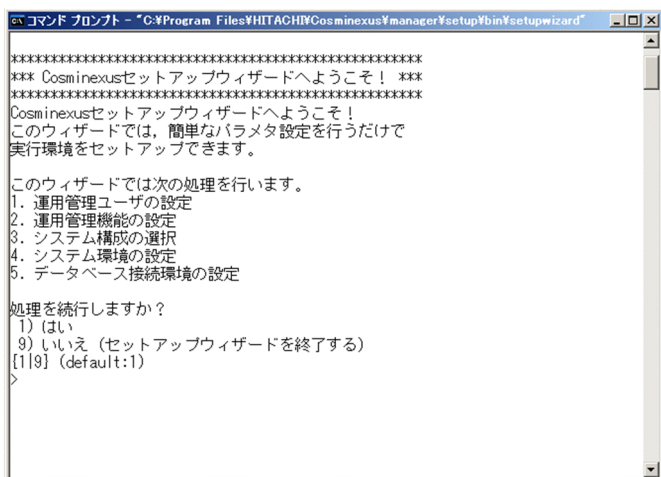 コマンド プロンプト - "C:¥Program Files¥HITACHI¥Cosminexus¥manager¥setup¥bin¥setupwizard"
***************************************************
*** Cosminexusセットアップウィザードへようこそ! ***
***************************************************
Cosminexusセットアップウィザードへようこそ!
このウィザードでは,簡単なパラメタ設定を行うだけで
実行環境をセットアップできます。
このウィザードでは次の処理を行います。
1. 運用管理ユーザの設定
2. 運用管理機能の設定
3. システム構成の選択
4. システム環境の設定
5. データベース接続環境の設定
処理を続行しますか?
1) はい
9) いいえ(セットアップウィザードを終了する)
{1|9} (default:1)
>